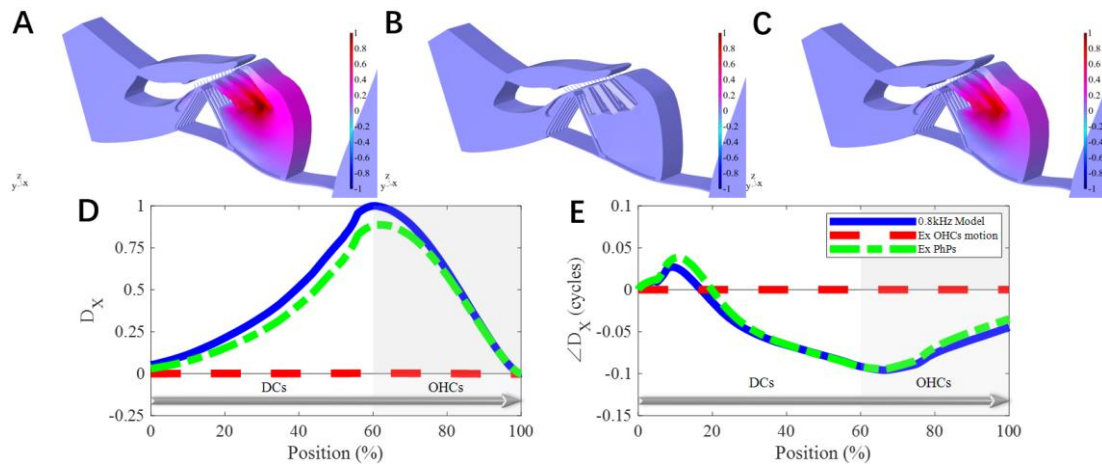 A
B
C
1
0.8
0.6
0.4
0.2
0
-0.2
-0.4
-0.6
-0.8
-1
z
y x
1
0.8
0.6
0.4
0.2
0
-0.2
-0.4
-0.6
-0.8
-1
z
y x
1
0.8
0.6
0.4
0.2
0
-0.2
-0.4
-0.6
-0.8
-1
z
y x
D
1
0.75
0.5
0.25
0
-0.25
D_X
DCs
OHCs
0 20 40 60 80 100
Position (%)
E
0.1
0.05
0
-0.05
-0.1
-0.15
∠D_X (cycles)
0.8kHz Model
Ex OHCs motion
Ex PhPs
DCs
OHCs
0 20 40 60 80 100
Position (%)